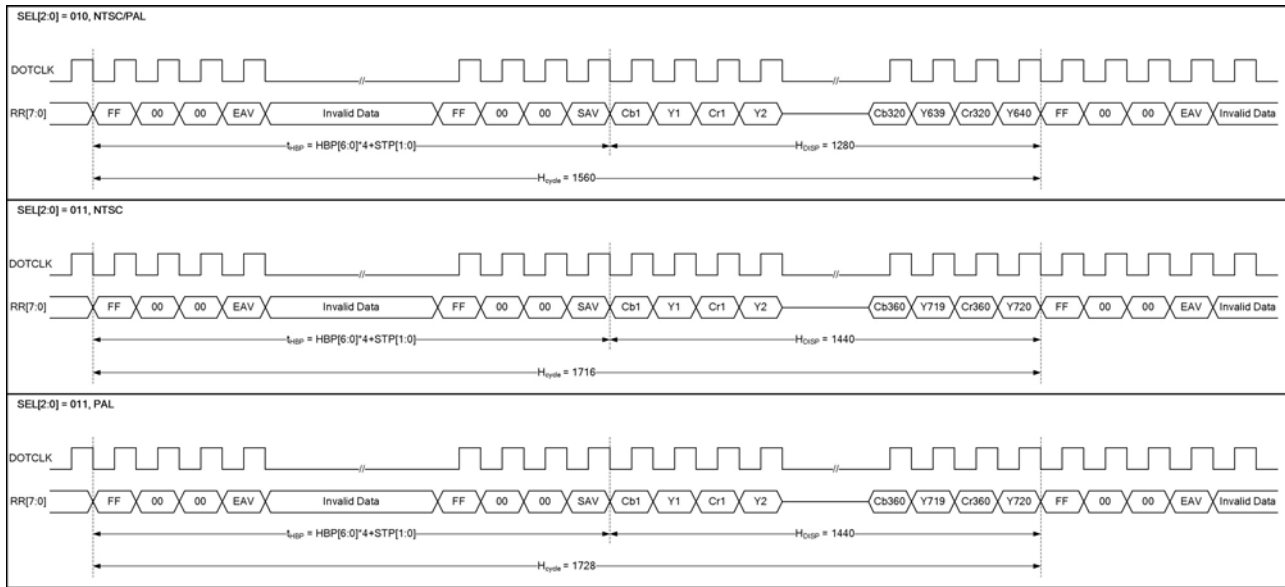 SEL[2:0] = 010, NTSC/PAL
DOTCLK // //
RR[7:0] FF 00 00 EAV Invalid Data FF 00 00 SAV Cb1 Y1 Cr1 Y2 Cb320 Y639 Cr320 Y640 FF 00 00 EAV Invalid Data
tHBP = HBP[6:0]*4+STP[1:0] HDISP = 1280
Hcycle = 1560
SEL[2:0] = 011, NTSC
DOTCLK // //
RR[7:0] FF 00 00 EAV Invalid Data FF 00 00 SAV Cb1 Y1 Cr1 Y2 Cb360 Y719 Cr360 Y720 FF 00 00 EAV Invalid Data
tHBP = HBP[6:0]*4+STP[1:0] HDISP = 1440
Hcycle = 1716
SEL[2:0] = 011, PAL
DOTCLK // //
RR[7:0] FF 00 00 EAV Invalid Data FF 00 00 SAV Cb1 Y1 Cr1 Y2 Cb360 Y719 Cr360 Y720 FF 00 00 EAV Invalid Data
tHBP = HBP[6:0]*4+STP[1:0] HDISP = 1440
Hcycle = 1728